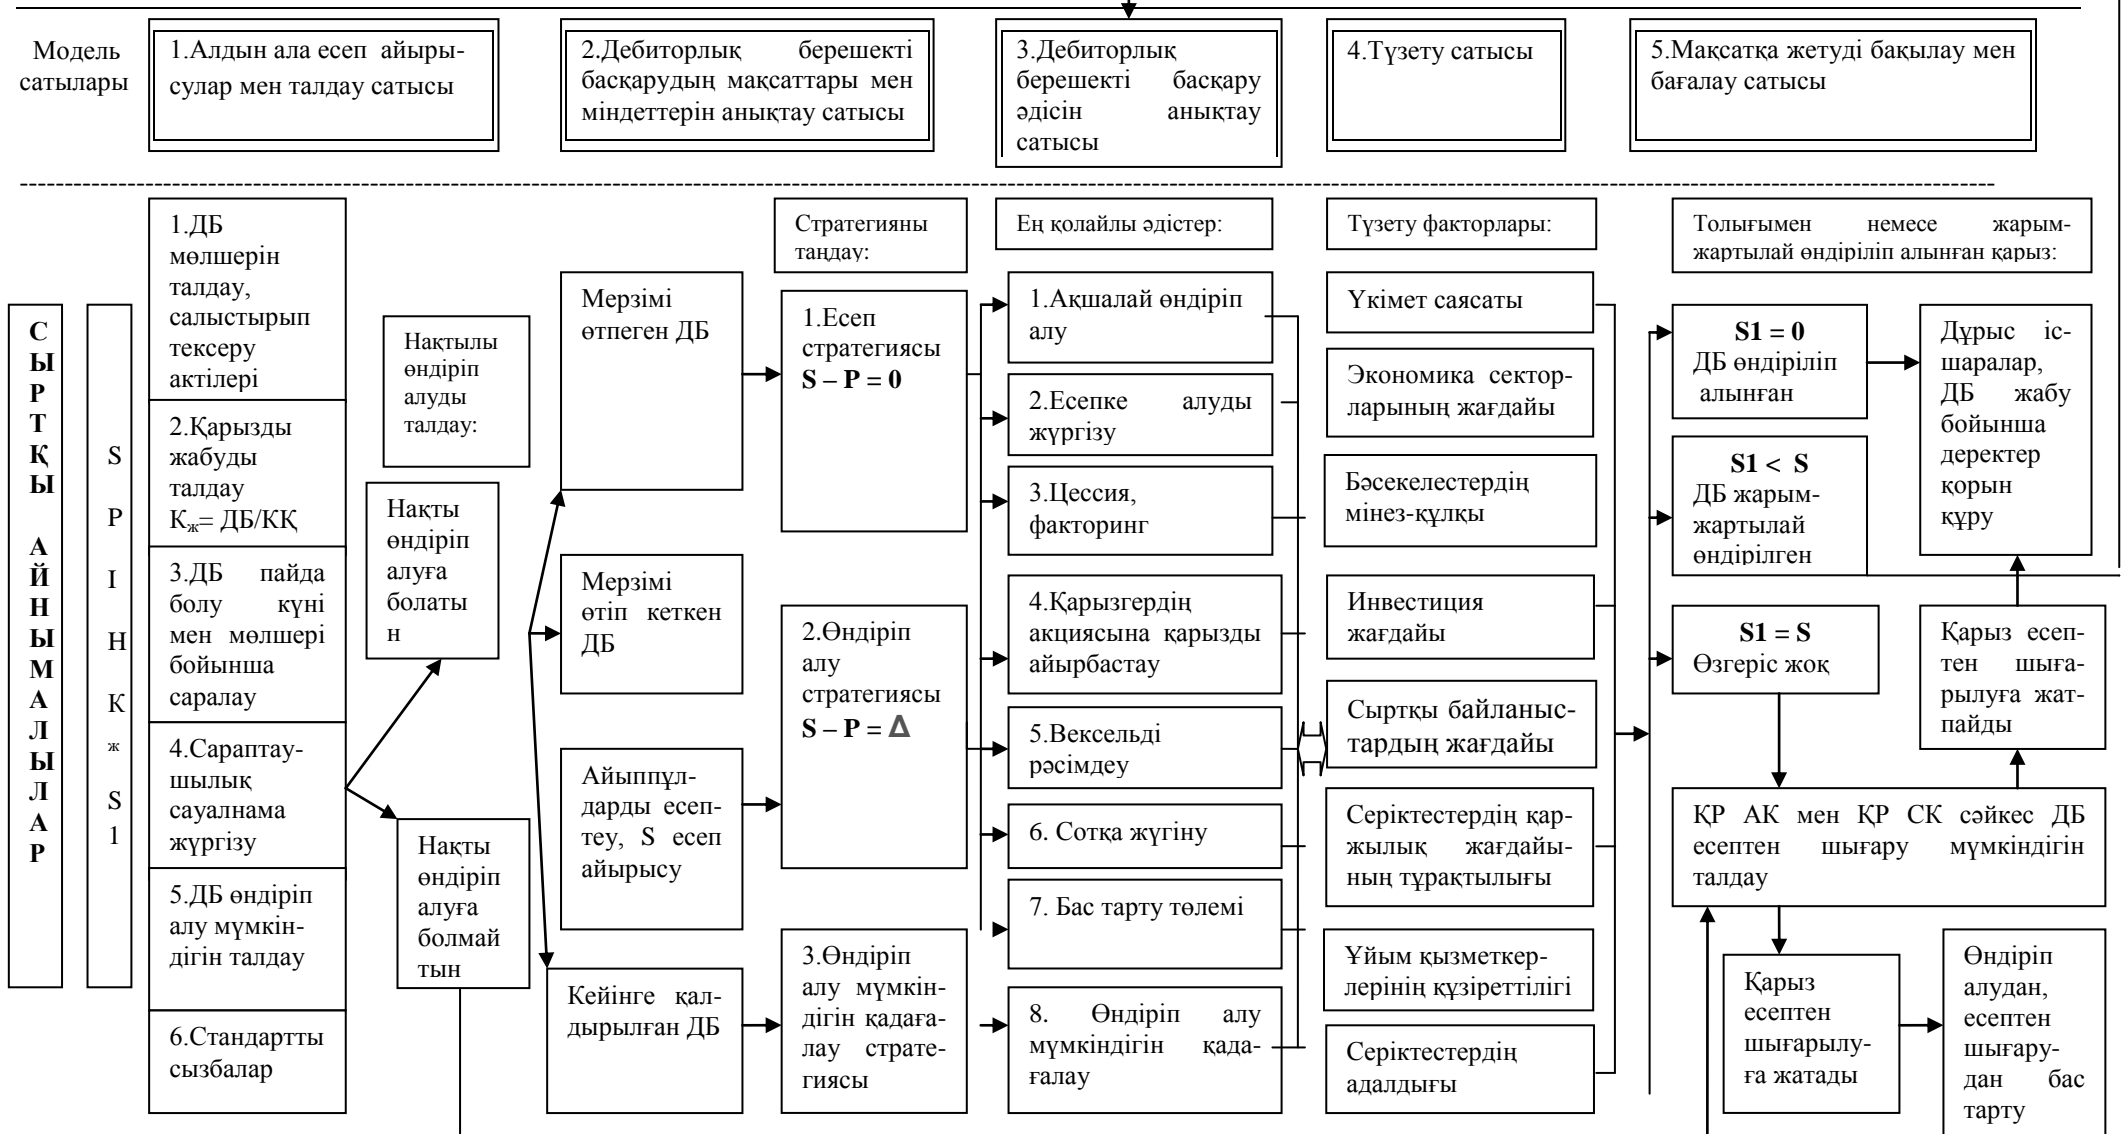 Модель
сатылары
1.Алдын ала есеп айыры-
сулар мен талдау сатысы
2.Дебиторлық берешекті
басқарудың мақсаттары мен
міндеттерін анықтау сатысы
3.Дебиторлық
берешекті басқару
әдісін анықтау
сатысы
4.Түзету сатысы
5.Мақсатқа жетуді бақылау мен
бағалау сатысы
СЫРТҚЫ АЙНЫМАЛЫЛАР
S
P
I
H
К
ж
S
1
1.ДБ
мөлшерін
талдау,
салыстырып
тексеру
актілері
2.Қарызды
жабуды
талдау
Кж= ДБ/КҚ
3.ДБ пайда
болу күні
мен мөлшері
бойынша
саралау
4.Сараптау-
шылық
сауалнама
жүргізу
5.ДБ өндіріп
алу мүмкін-
дігін талдау
6.Стандартты
сызбалар
Нақтылы
өндіріп
алуды
талдау:
Нақты
өндіріп
алуға
болаты
н
Нақты
өндіріп
алуға
болмай
тын
Мерзімі
өтпеген ДБ
Мерзімі
өтіп кеткен
ДБ
Айыппұл-
дарды есеп-
теу, S есеп
айырысу
Кейінге қал-
дырылған ДБ
Стратегияны
таңдау:
1.Есеп
стратегиясы
S – P = 0
2.Өндіріп
алу
стратегиясы
S – P = Δ
3.Өндіріп
алу мүмкін-
дігін қадаға-
лау страте-
гиясы
Ең қолайлы әдістер:
1.Ақшалай өндіріп
алу
2.Есепке алуды
жүргізу
3.Цессия,
факторинг
4.Қарызгердің
акциясына қарызды
айырбастау
5.Вексельді
рәсімдеу
6. Сотқа жүгіну
7. Бас тарту төлемі
8. Өндіріп алу
мүмкіндігін қада-
ғалау
Түзету факторлары:
Үкімет саясаты
Экономика сектор-
ларының жағдайы
Бәсекелестердің
мінез-құлқы
Инвестиция
жағдайы
Сыртқы байланыс-
тардың жағдайы
Серіктестердің қар-
жылық жағдайы-
ның тұрақтылығы
Ұйым қызметкер-
лерінің құзіреттілігі
Серіктестердің
адалдығы
Толығымен немесе жарым-
жартылай өндіріліп алынған қарыз:
S1 = 0
ДБ өндіріліп
алынған
S1 < S
ДБ жарым-
жартылай
өндірілген
S1 = S
Өзгеріс жоқ
Дұрыс іс-
шаралар,
ДБ жабу
бойынша
деректер
қорын
құру
Қарыз есеп-
тен шыға-
рылуға жат-
пайды
ҚР АК мен ҚР СК сәйкес ДБ
есептен шығару мүмкіндігін
талдау
Қарыз
есептен
шығарылу-
ға жатады
Өндіріп
алудан,
есептен
шығару-
дан бас
тарту